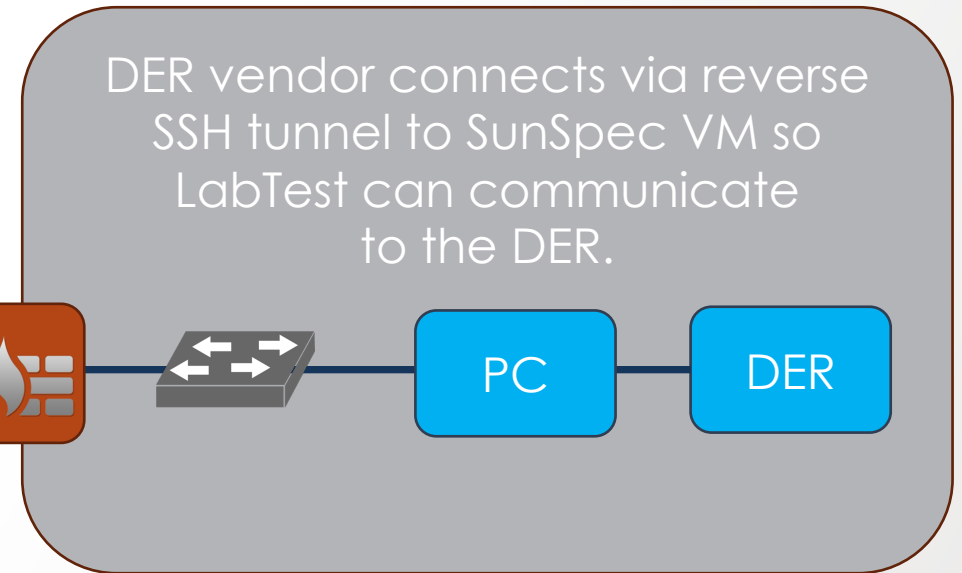 DER vendor connects via reverse
SSH tunnel to SunSpec VM so
LabTest can communicate
to the DER.
PC
DER